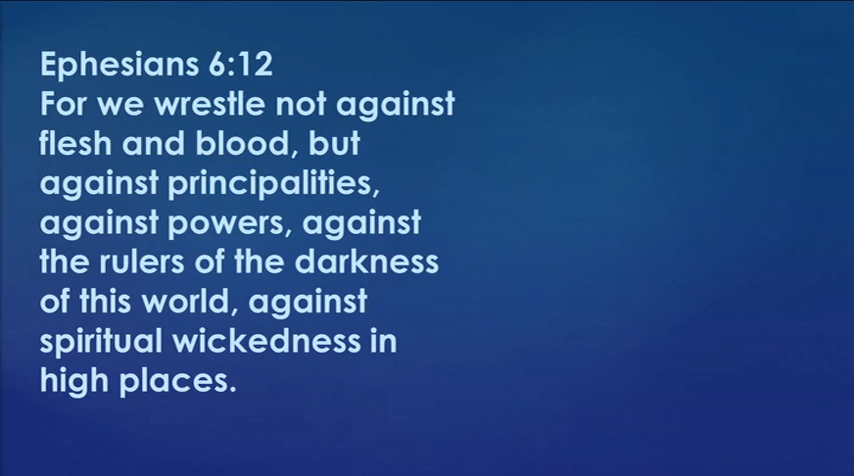 Ephesians 6:12
For we wrestle not against
flesh and blood, but
against principalities,
against powers, against
the rulers of the darkness
of this world, against
spiritual wickedness in
high places.